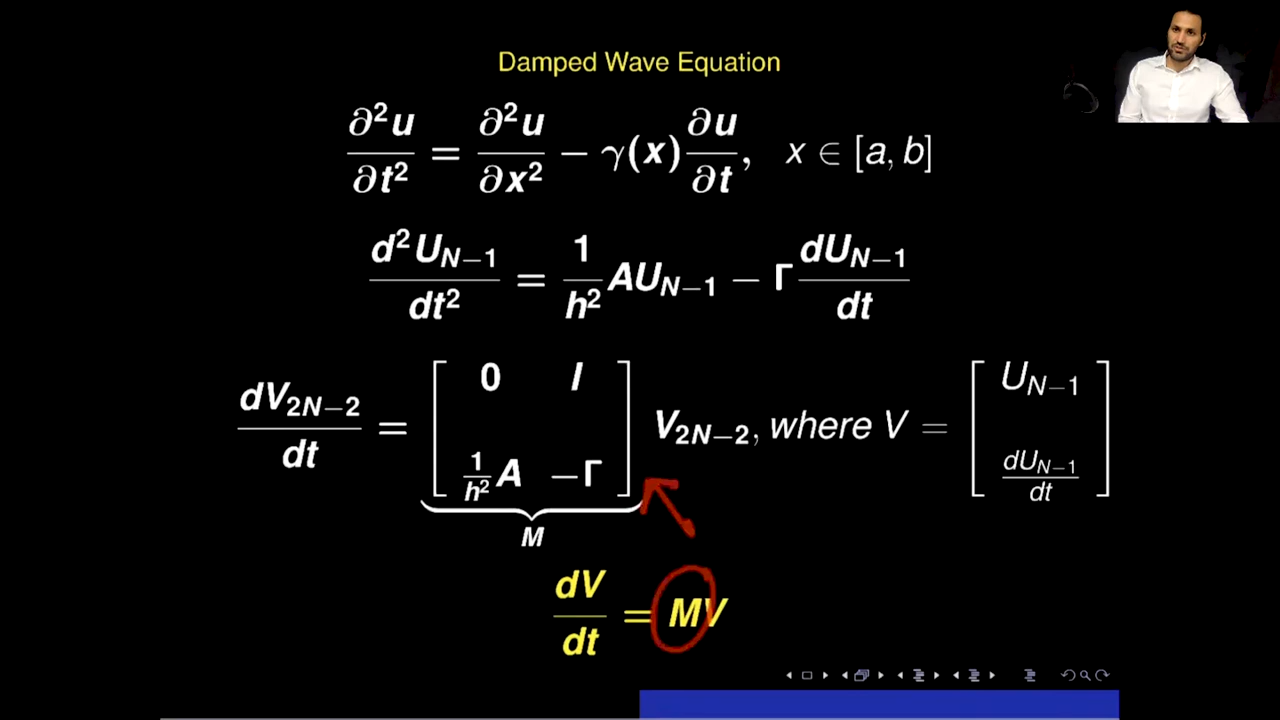 Damped Wave Equation
∂²u/∂t² = ∂²u/∂x² − γ(x) ∂u/∂t, x ∈ [a, b]
d²U_{N−1}/dt² = 1/h² AU_{N−1} − Γ dU_{N−1}/dt
dV_{2N−2}/dt = [ 0 I ; 1/h² A −Γ ] V_{2N−2}, where V = [ U_{N−1} ; dU_{N−1}/dt ]
M
dV/dt = MV